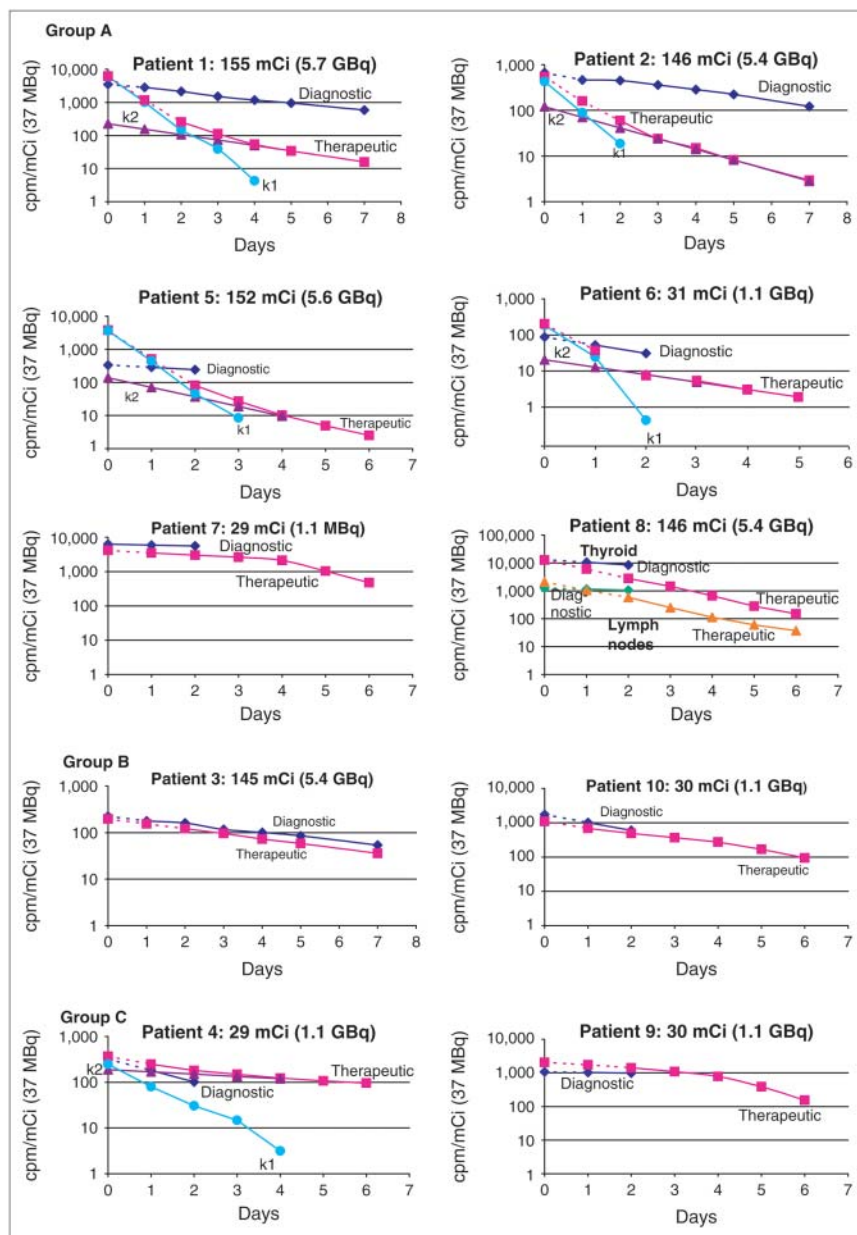 Group A
Patient 1: 155 mCi (5.7 GBq)
10,000
1,000
100
10
1
cpm/mCi (37 MBq)
k2
Diagnostic
Therapeutic
k1
0 1 2 3 4 5 6 7 8
Days
Patient 2: 146 mCi (5.4 GBq)
1,000
100
10
1
cpm/mCi (37 MBq)
k2
Diagnostic
Therapeutic
k1
0 1 2 3 4 5 6 7 8
Days
Patient 5: 152 mCi (5.6 GBq)
10,000
1,000
100
10
1
cpm/mCi (37 MBq)
Diagnostic
k2
k1
Therapeutic
0 1 2 3 4 5 6 7
Days
Patient 6: 31 mCi (1.1 GBq)
1,000
100
10
1
cpm/mCi (37 MBq)
k2
Diagnostic
Therapeutic
k1
0 1 2 3 4 5 6
Days
Patient 7: 29 mCi (1.1 MBq)
10,000
1,000
100
10
1
cpm/mCi (37 MBq)
Diagnostic
Therapeutic
0 1 2 3 4 5 6 7
Days
Patient 8: 146 mCi (5.4 GBq)
100,000
10,000
1,000
100
10
1
cpm/mCi (37 MBq)
Thyroid
Diagnostic
Diag
nostic
Therapeutic
Lymph
nodes
Therapeutic
0 1 2 3 4 5 6 7
Days
Group B
Patient 3: 145 mCi (5.4 GBq)
1,000
100
10
1
cpm/mCi (37 MBq)
Diagnostic
Therapeutic
0 1 2 3 4 5 6 7 8
Days
Patient 10: 30 mCi (1.1 GBq)
10,000
1,000
100
10
1
cpm/mCi (37 MBq)
Diagnostic
Therapeutic
0 1 2 3 4 5 6 7
Days
Group C
Patient 4: 29 mCi (1.1 GBq)
1,000
100
10
1
cpm/mCi (37 MBq)
k2
Therapeutic
Diagnostic
k1
0 1 2 3 4 5 6 7
Days
Patient 9: 30 mCi (1.1 GBq)
10,000
1,000
100
10
1
cpm/mCi (37 MBq)
Diagnostic
Therapeutic
0 1 2 3 4 5 6 7
Days